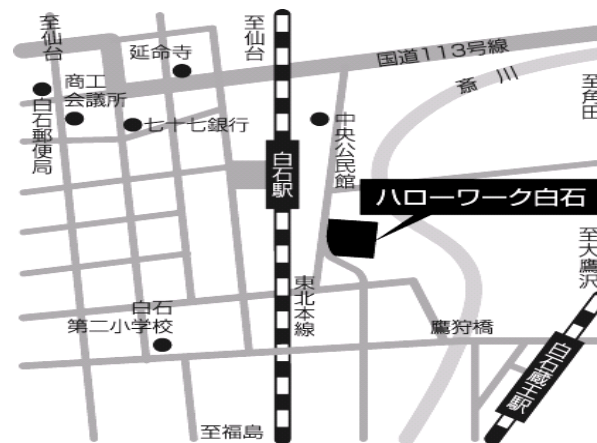 至仙台
至仙台
延命寺
国道113号線
斎川
至角田
商工
会議所
白石郵便局
七十七銀行
中央公民館
白石駅
ハローワーク白石
至大鷹沢
東北本線
白石
第二小学校
鷹狩橋
白石蔵王駅
至福島